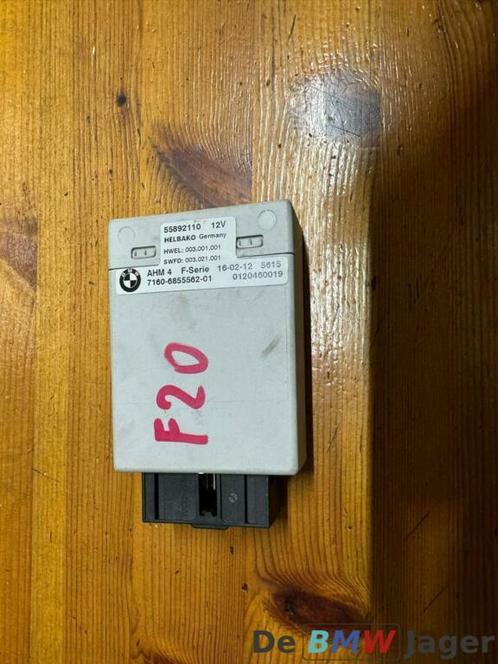 55892110 12V
HELBAKO Germany
HWEL: 003.001.001
SWFD: 003.021.001
BMW
AHM 4 F-Serie 16-02-12 5615
7160-6855562-01 0120460019
F20
De BMW Jager